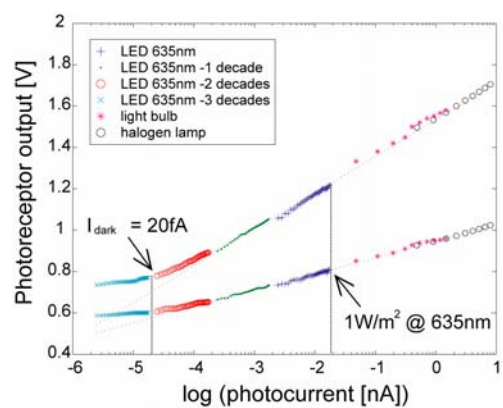 2
1.8
1.6
1.4
1.2
1
0.8
0.6
0.4
Photoreceptor output [V]
LED 635nm
LED 635nm -1 decade
LED 635nm -2 decades
LED 635nm -3 decades
light bulb
halogen lamp
I_dark = 20fA
1W/m² @ 635nm
-6 -5 -4 -3 -2 -1 0 1
log (photocurrent [nA])